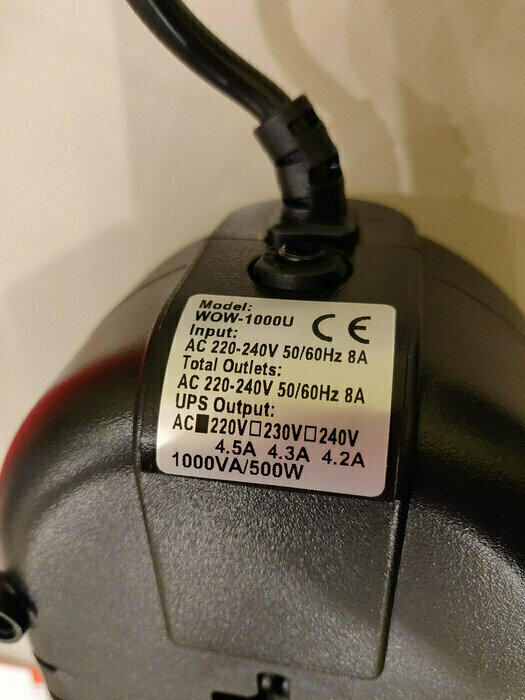 Model:
WOW-1000U CE
Input:
AC 220-240V 50/60Hz 8A
Total Outlets:
AC 220-240V 50/60Hz 8A
UPS Output:
AC■220V□230V□240V
4.5A 4.3A 4.2A
1000VA/500W